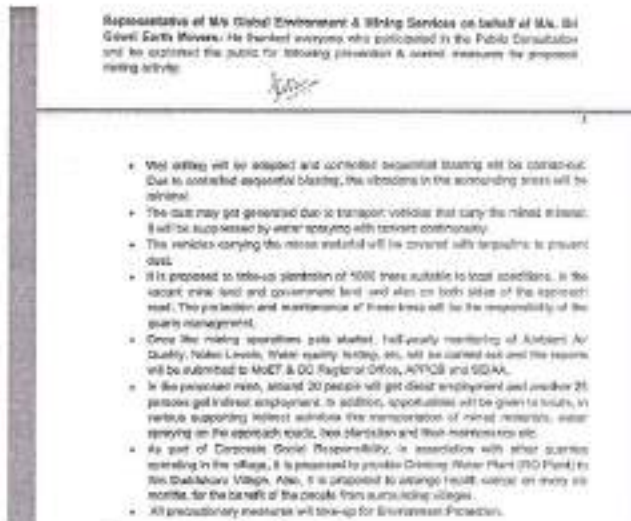 Representative of M/s Global Environment & Mining Services on behalf of M/s. Sri
Gowri Earth Movers: He thanked everyone who participated in the Public Consultation
and he explained the public for following prevention & control measures for proposed
mining activity.
• Wet drilling will be adopted and controlled sequential blasting will be carried-out.
Due to controlled sequential blasting, the vibrations in the surrounding areas will be
minimal.
• The dust may get generated due to transport vehicles that carry the mined mineral.
It will be suppressed by water spraying with tankers continuously.
• The vehicles carrying the mined material will be covered with tarpaulins to prevent
dust.
• It is proposed to take-up plantation of 1000 trees suitable to local conditions, in the
vacant mine land and government land and also on both sides of the approach
road. The protection and maintenance of these trees will be the responsibility of the
quarry management.
• Once the mining operations gets started, half-yearly monitoring of Ambient Air
Quality, Noise Levels, Water quality testing, etc. will be carried out and the reports
will be submitted to MoEF & CC Regional Office, APPCB and SEIAA.
• In the proposed mine, around 20 people will get direct employment and another 25
persons get indirect employment. In addition, opportunities will be given to locals, in
various supporting indirect activities like transportation of mined materials, water
spraying on the approach roads, tree plantation and their maintenance etc.
• As part of Corporate Social Responsibility, in association with other quarries
operating in the village, it is proposed to provide Drinking Water Plant (RO Plant) to
the Village. Also, it is proposed to arrange health camps on every six
months, for the benefit of the people from surrounding villages.
• All precautionary measures will take-up for Environment Protection.